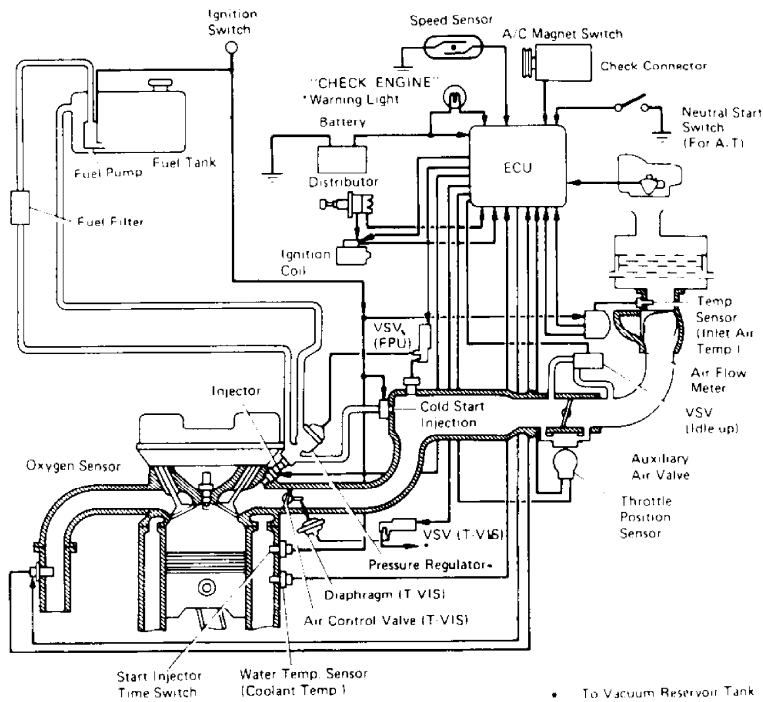 Ignition
Switch
Speed Sensor
A/C Magnet Switch
Check Connector
"CHECK ENGINE"
*Warning Light
Battery
Neutral Start
Switch
(For A.T)
ECU
Fuel Pump
Fuel Tank
Distributor
Fuel Filter
Ignition
Coil
Temp
Sensor
(Inlet Air
Temp)
VSV
(FPU)
Air Flow
Meter
Injector
Cold Start
Injection
VSV
(Idle up)
Oxygen Sensor
Auxiliary
Air Valve
Throttle
Position
Sensor
VSV (T-VIS)
Pressure Regulator
Diaphragm (T VIS)
Air Control Valve (T-VIS)
Start Injector
Time Switch
Water Temp. Sensor
(Coolant Temp)
• To Vacuum Reservoir Tank